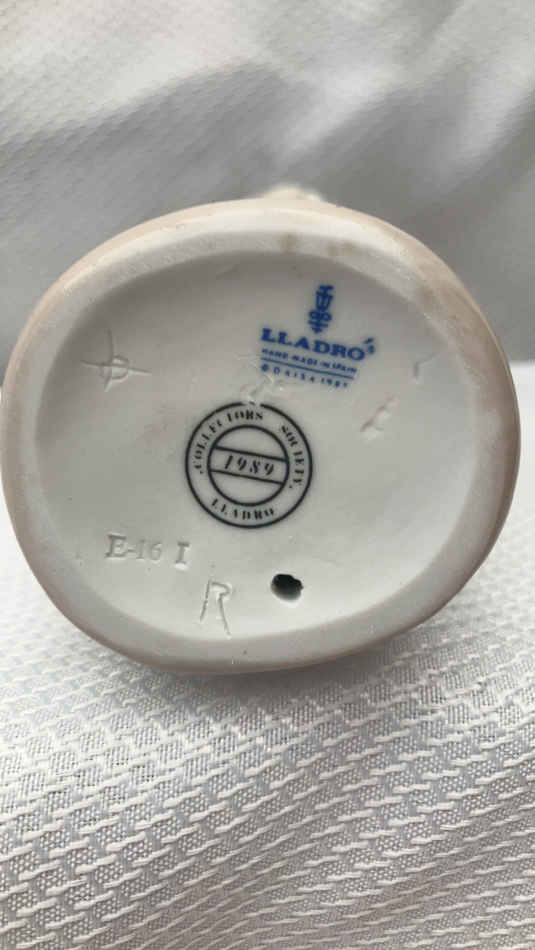 LLADRÓ
HAND MADE IN SPAIN
© DAISA 1987
COLLECTORS SOCIETY
1989
LLADRO
E-16 I
R